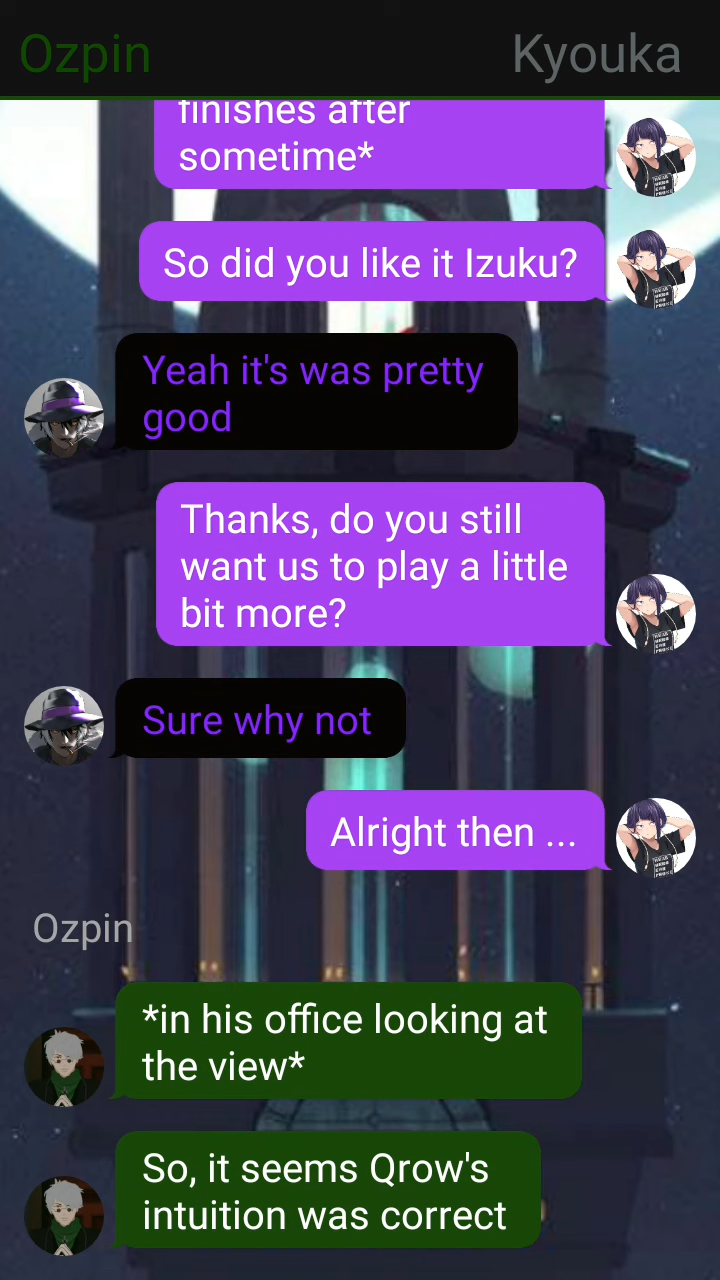 Ozpin Kyouka
finishes after
sometime*
So did you like it Izuku?
Yeah it's was pretty
good
Thanks, do you still
want us to play a little
bit more?
Sure why not
Alright then ...
Ozpin
*in his office looking at
the view*
So, it seems Qrow's
intuition was correct